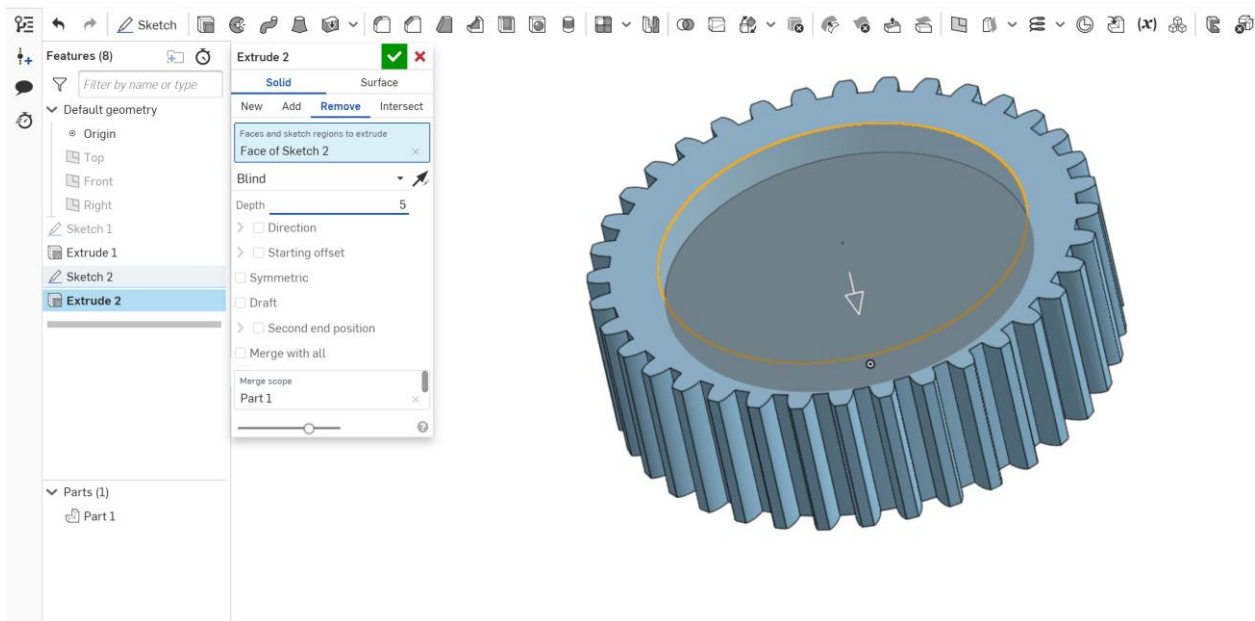 Sketch
(x)
Features (8)
Filter by name or type
Default geometry
Origin
Top
Front
Right
Sketch 1
Extrude 1
Sketch 2
Extrude 2
Parts (1)
Part 1
Extrude 2
Solid Surface
New Add Remove Intersect
Faces and sketch regions to extrude
Face of Sketch 2
Blind
Depth 5
Direction
Starting offset
Symmetric
Draft
Second end position
Merge with all
Merge scope
Part 1